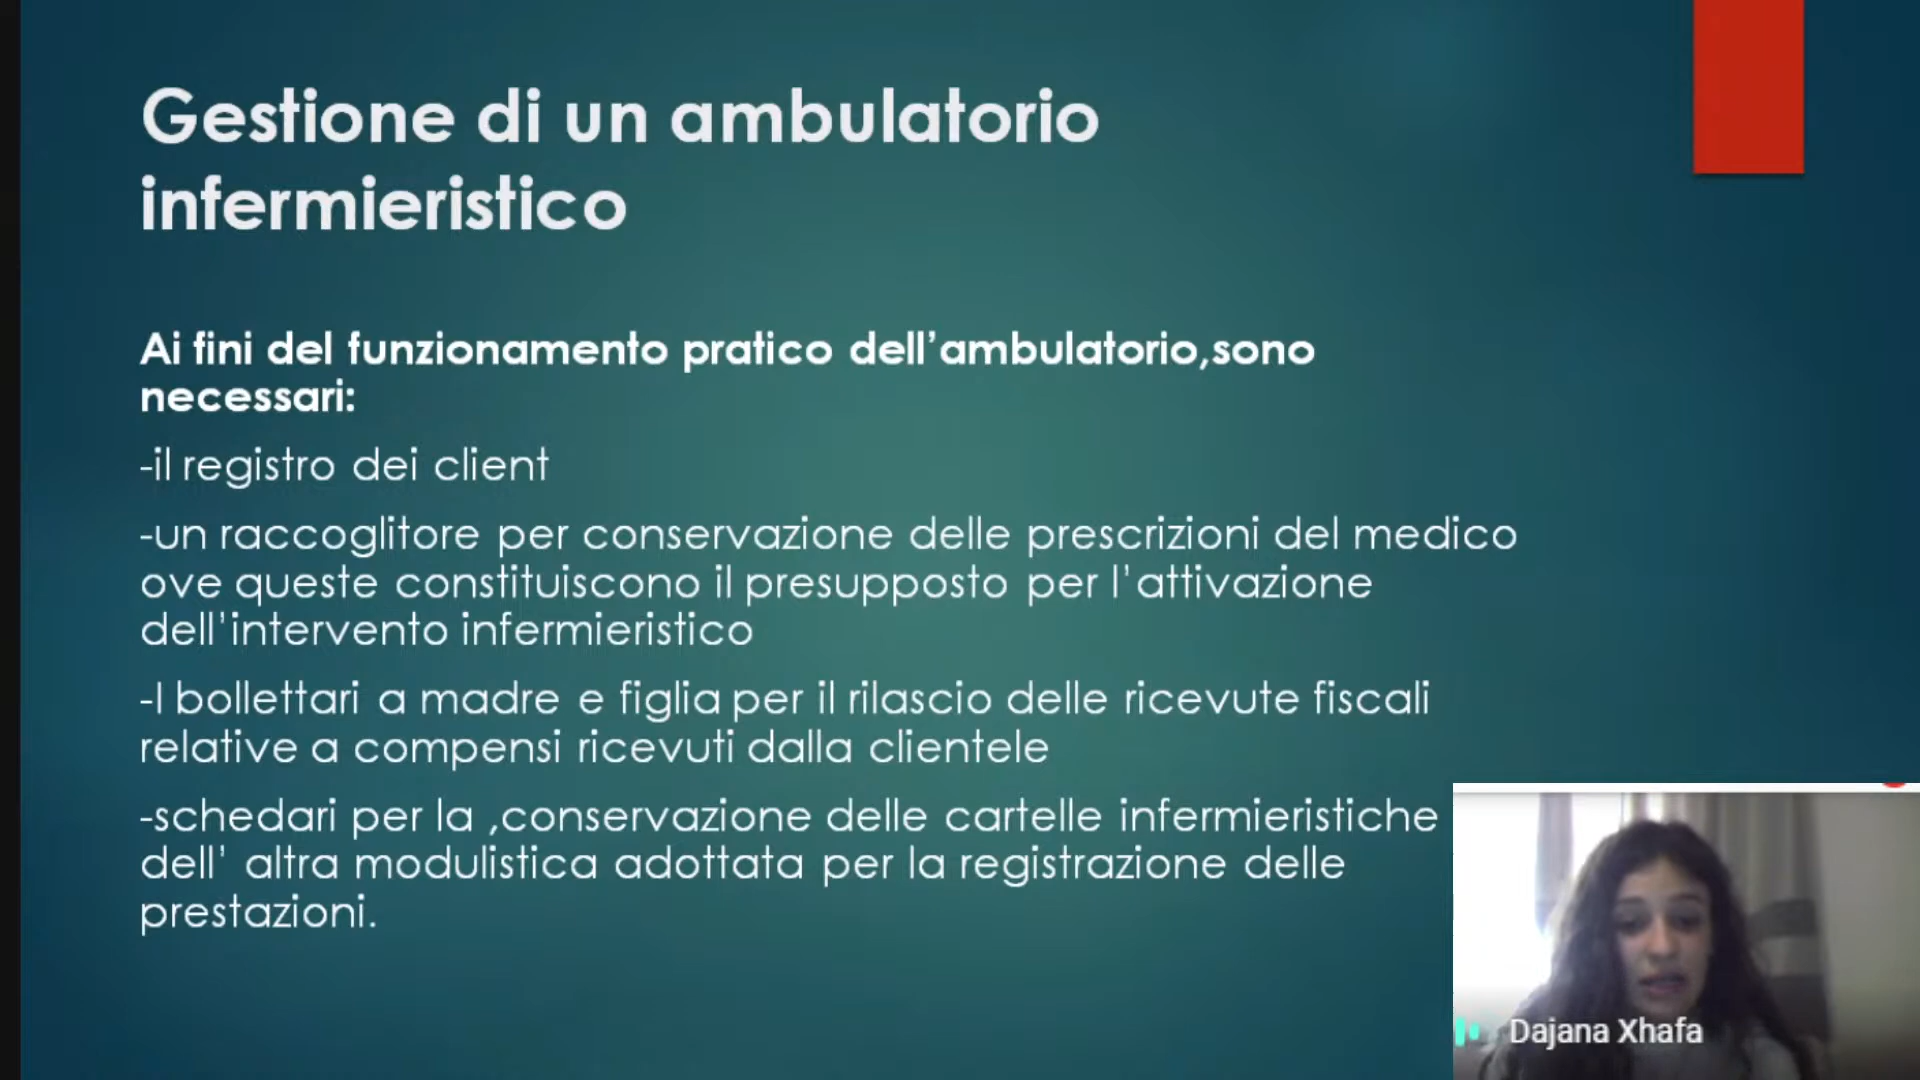 Gestione di un ambulatorio
infermieristico
Ai fini del funzionamento pratico dell’ambulatorio,sono
necessari:
-il registro dei client
-un raccoglitore per conservazione delle prescrizioni del medico
ove queste constituiscono il presupposto per l’attivazione
dell’intervento infermieristico
-I bollettari a madre e figlia per il rilascio delle ricevute fiscali
relative a compensi ricevuti dalla clientele
-schedari per la ,conservazione delle cartelle infermieristiche
dell’ altra modulistica adottata per la registrazione delle
prestazioni.
Dajana Xhafa